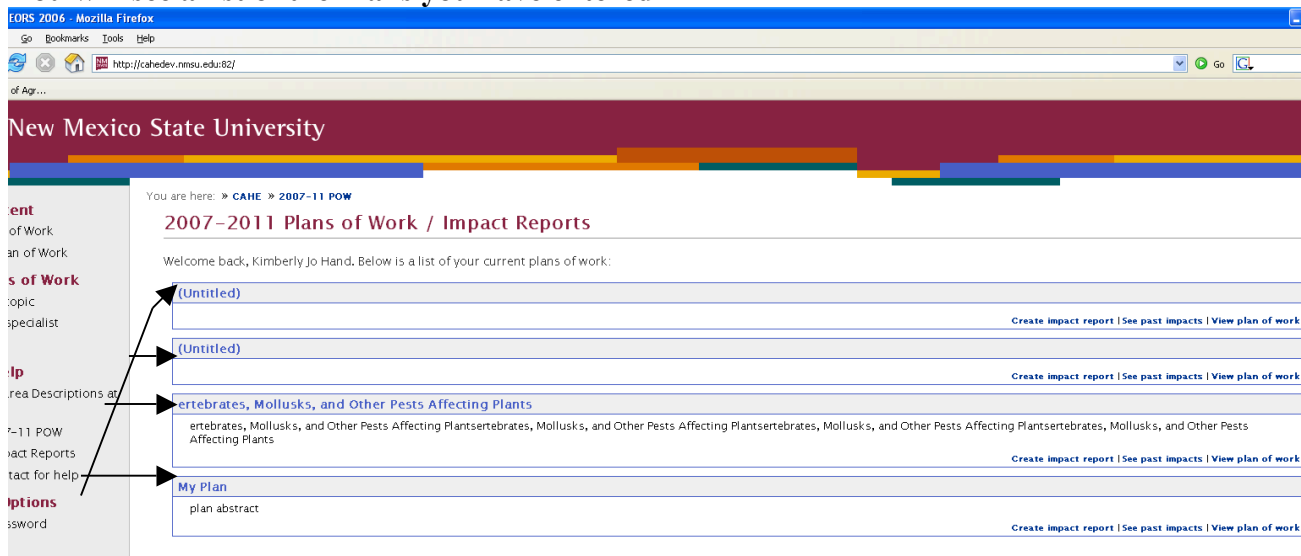 EORS 2006 - Mozilla Firefox
Go Bookmarks Tools Help
http://cahedev.nmsu.edu:82/
Go
of Agr...
New Mexico State University
You are here: » CAHE » 2007-11 POW
2007-2011 Plans of Work / Impact Reports
Welcome back, Kimberly Jo Hand. Below is a list of your current plans of work:
(Untitled)
Create impact report | See past impacts | View plan of work
(Untitled)
Create impact report | See past impacts | View plan of work
ertebrates, Mollusks, and Other Pests Affecting Plants
ertebrates, Mollusks, and Other Pests Affecting Plantsertebrates, Mollusks, and Other Pests Affecting Plantsertebrates, Mollusks, and Other Pests Affecting Plantsertebrates, Mollusks, and Other Pests
Affecting Plants
Create impact report | See past impacts | View plan of work
My Plan
plan abstract
Create impact report | See past impacts | View plan of work
tent
of Work
an of Work
s of Work
topic
specialist
lp
rea Descriptions at
7-11 POW
pact Reports
tact for help
Options
ssword